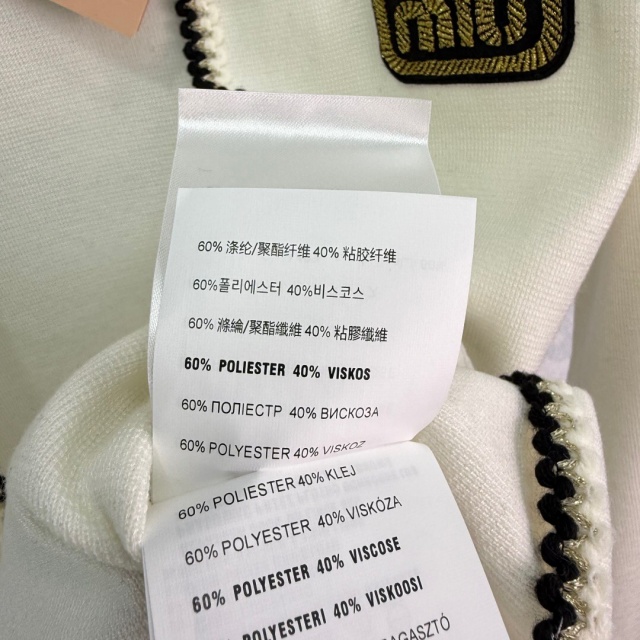 miu
60% 涤纶/聚酯纤维 40% 粘胶纤维
60%폴리에스터 40%비스코스
60% 滌綸/聚酯纖維 40% 粘膠纖維
60% POLIESTER 40% VISKOS
60% ПОЛІЕСТР 40% ВИСКОЗА
60% POLYESTER 40% VISKOZ
60% POLIESTER 40% KLEJ
60% POLYESTER 40% VISKÓZA
60% POLYESTER 40% VISCOSE
% POLYESTERI 40% VISKOOSI